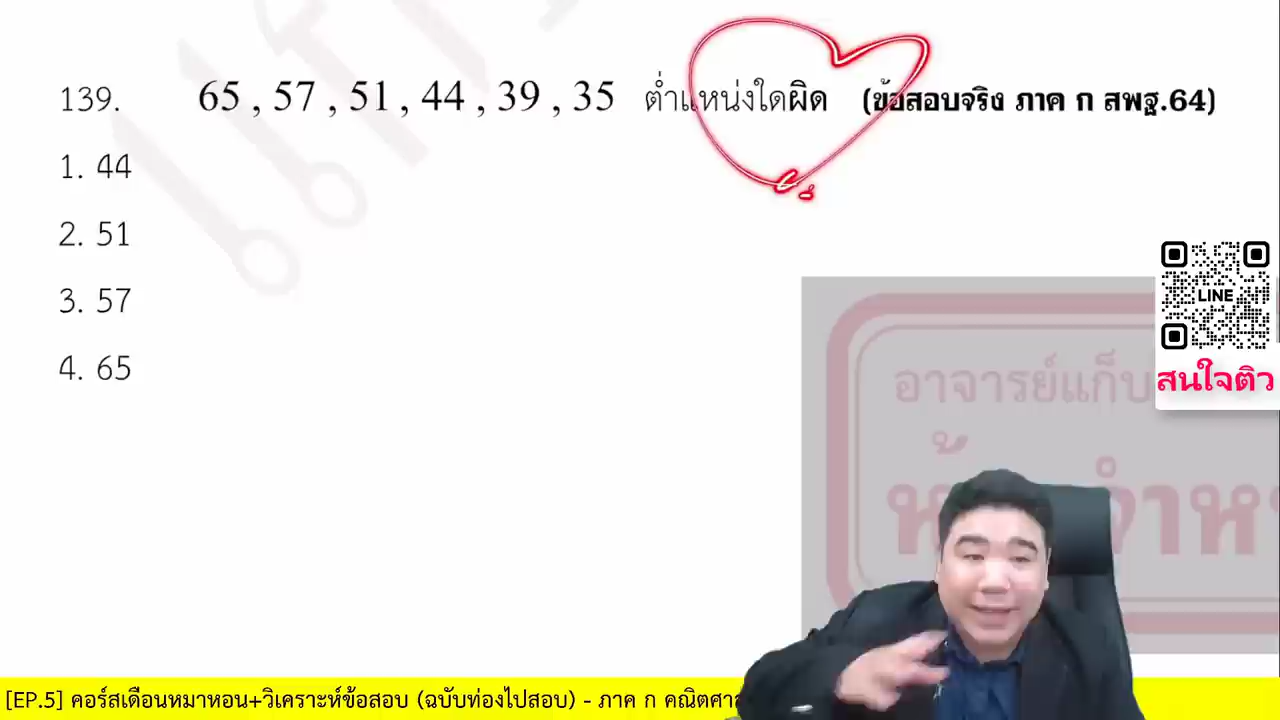 139. 65 , 57 , 51 , 44 , 39 , 35 ตำแหน่งใดผิด (ข้อสอบจริง ภาค ก สพฐ.64)
1. 44
2. 51
3. 57
4. 65
LINE
สนใจติว
อาจารย์แก็บ
[EP.5] คอร์สเดือนหมาหอน+วิเคราะห์ข้อสอบ (ฉบับท่องไปสอบ) - ภาค ก